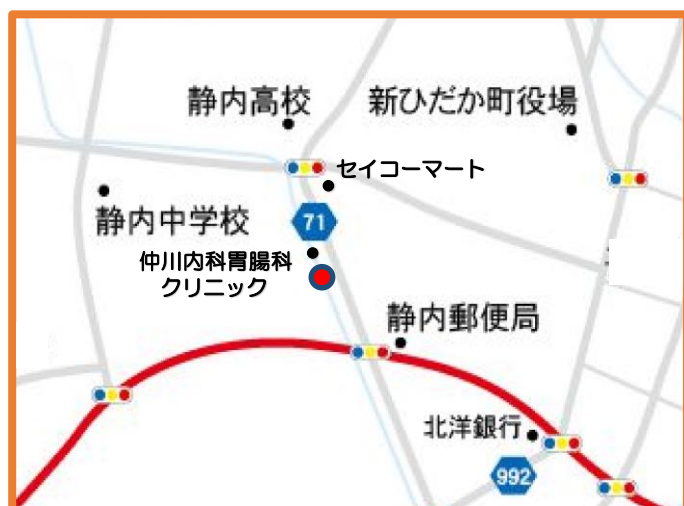 静内高校
新ひだか町役場
セイコーマート
静内中学校
71
仲川内科胃腸科
クリニック
静内郵便局
北洋銀行
992